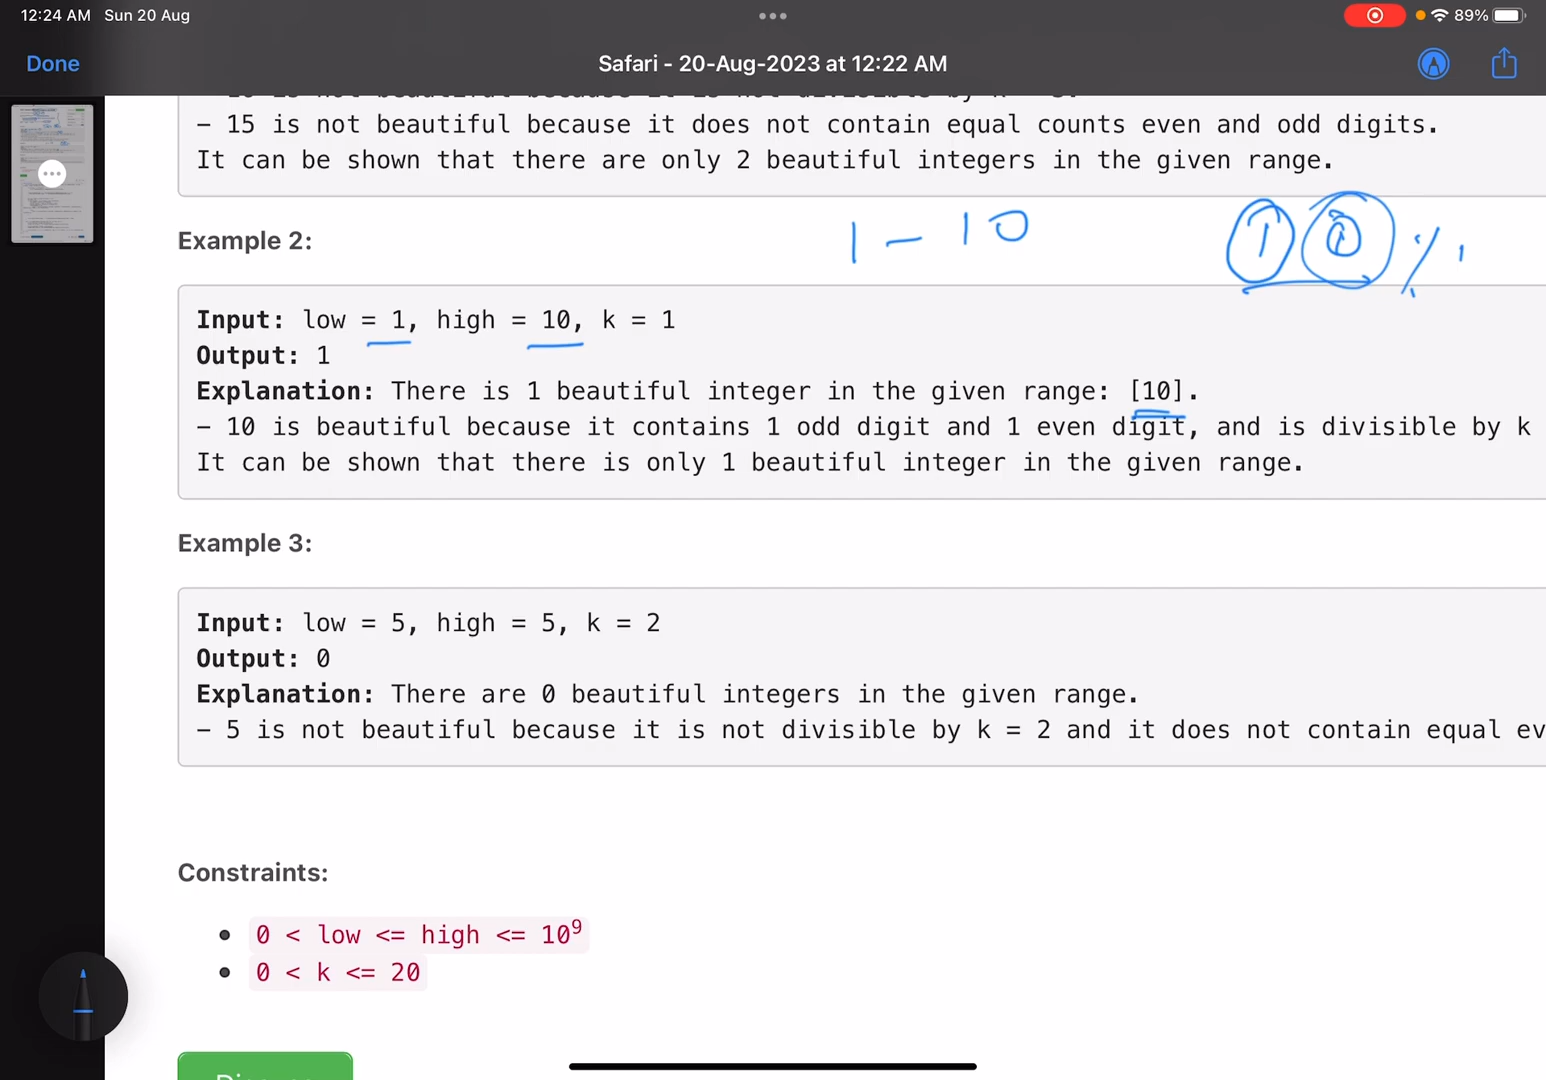 12:24 AM Sun 20 Aug
89%
Done
Safari - 20-Aug-2023 at 12:22 AM
– 15 is not beautiful because it does not contain equal counts even and odd digits.
It can be shown that there are only 2 beautiful integers in the given range.
1 - 10
1 0 % 1
Example 2:
Input: low = 1, high = 10, k = 1
Output: 1
Explanation: There is 1 beautiful integer in the given range: [10].
– 10 is beautiful because it contains 1 odd digit and 1 even digit, and is divisible by k
It can be shown that there is only 1 beautiful integer in the given range.
Example 3:
Input: low = 5, high = 5, k = 2
Output: 0
Explanation: There are 0 beautiful integers in the given range.
– 5 is not beautiful because it is not divisible by k = 2 and it does not contain equal ev
Constraints:
0 < low <= high <= 10⁹
0 < k <= 20